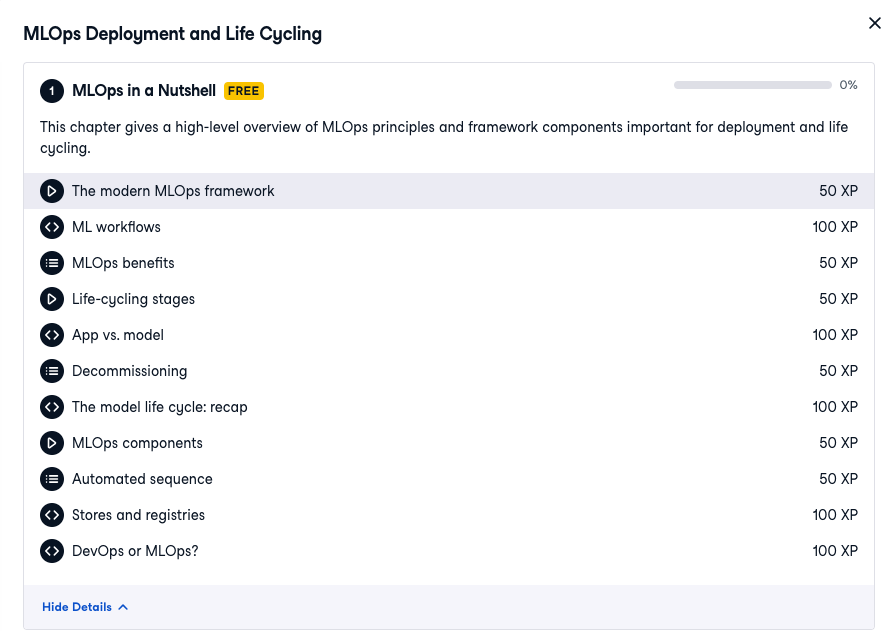 MLOps Deployment and Life Cycling
1 MLOps in a Nutshell FREE 0%
This chapter gives a high-level overview of MLOps principles and framework components important for deployment and life
cycling.
The modern MLOps framework 50 XP
ML workflows 100 XP
MLOps benefits 50 XP
Life-cycling stages 50 XP
App vs. model 100 XP
Decommissioning 50 XP
The model life cycle: recap 100 XP
MLOps components 50 XP
Automated sequence 50 XP
Stores and registries 100 XP
DevOps or MLOps? 100 XP
Hide Details